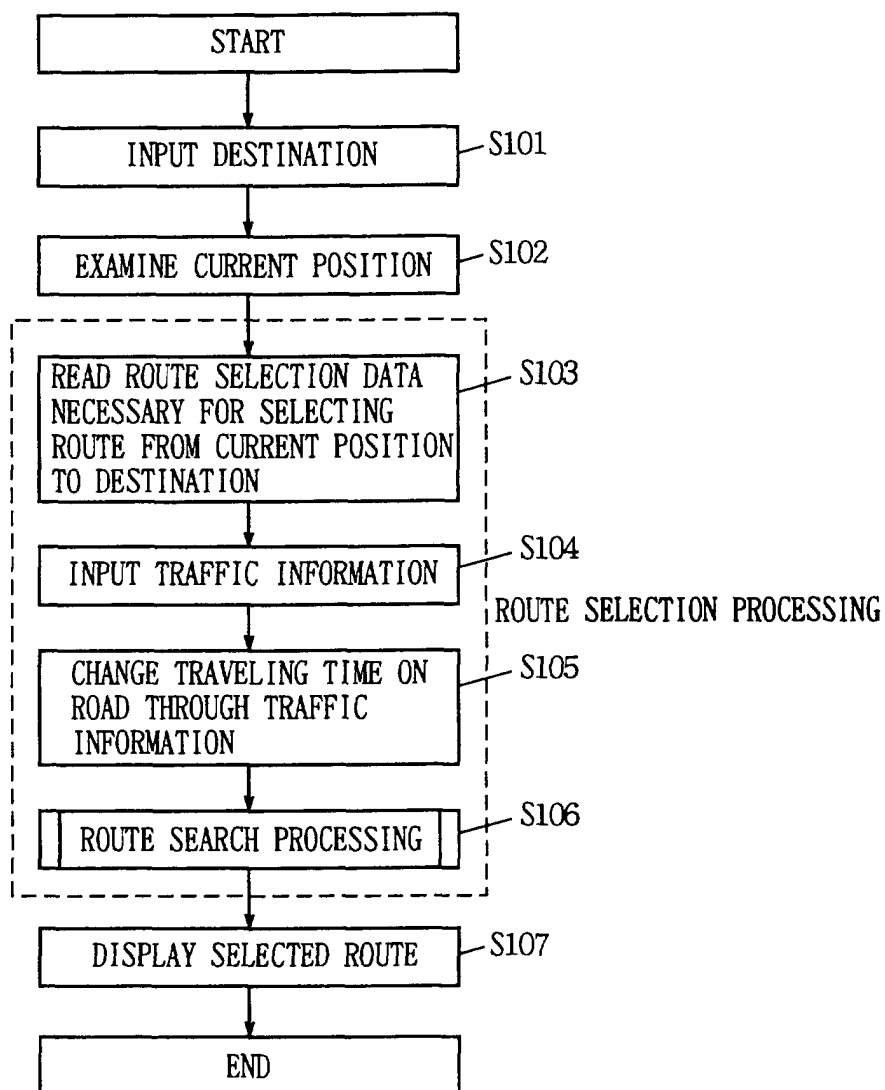 START
INPUT DESTINATION
S101
EXAMINE CURRENT POSITION
S102
READ ROUTE SELECTION DATA
NECESSARY FOR SELECTING
ROUTE FROM CURRENT POSITION
TO DESTINATION
S103
INPUT TRAFFIC INFORMATION
S104
ROUTE SELECTION PROCESSING
CHANGE TRAVELING TIME ON
ROAD THROUGH TRAFFIC
INFORMATION
S105
ROUTE SEARCH PROCESSING
S106
DISPLAY SELECTED ROUTE
S107
END